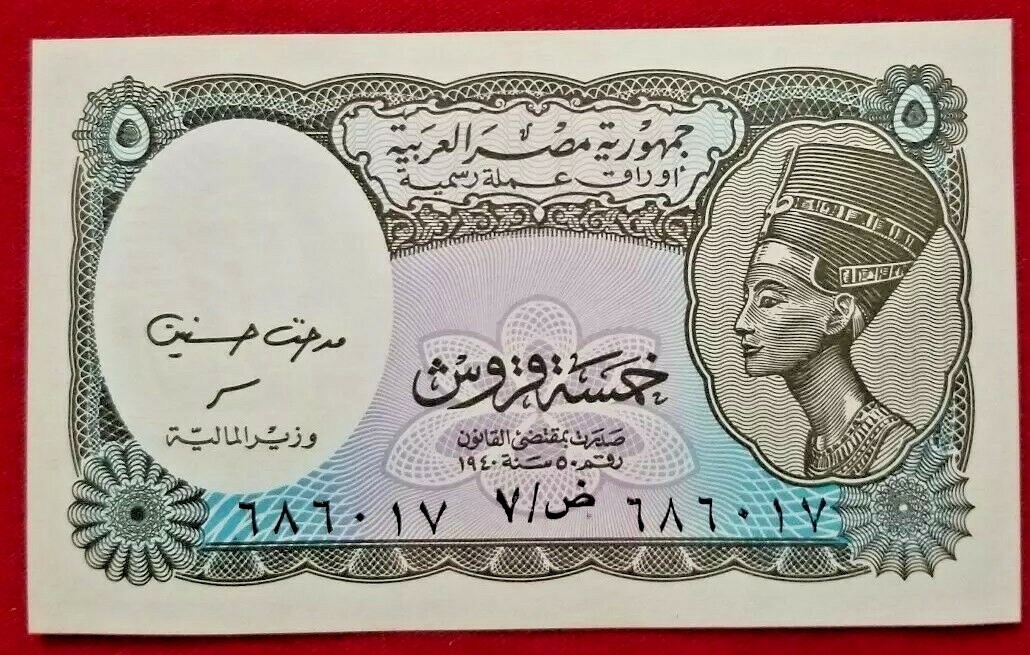 ٥
٥
جمهورية مصر العربية
أوراق عملة رسمية
خمسة قروش
صدرت بمقتضى القانون
رقم ٥٠ سنة ١٩٤٠
مدحت حسنين
وزير المالية
٦٨٦٠١٧
ض/٧
٦٨٦٠١٧